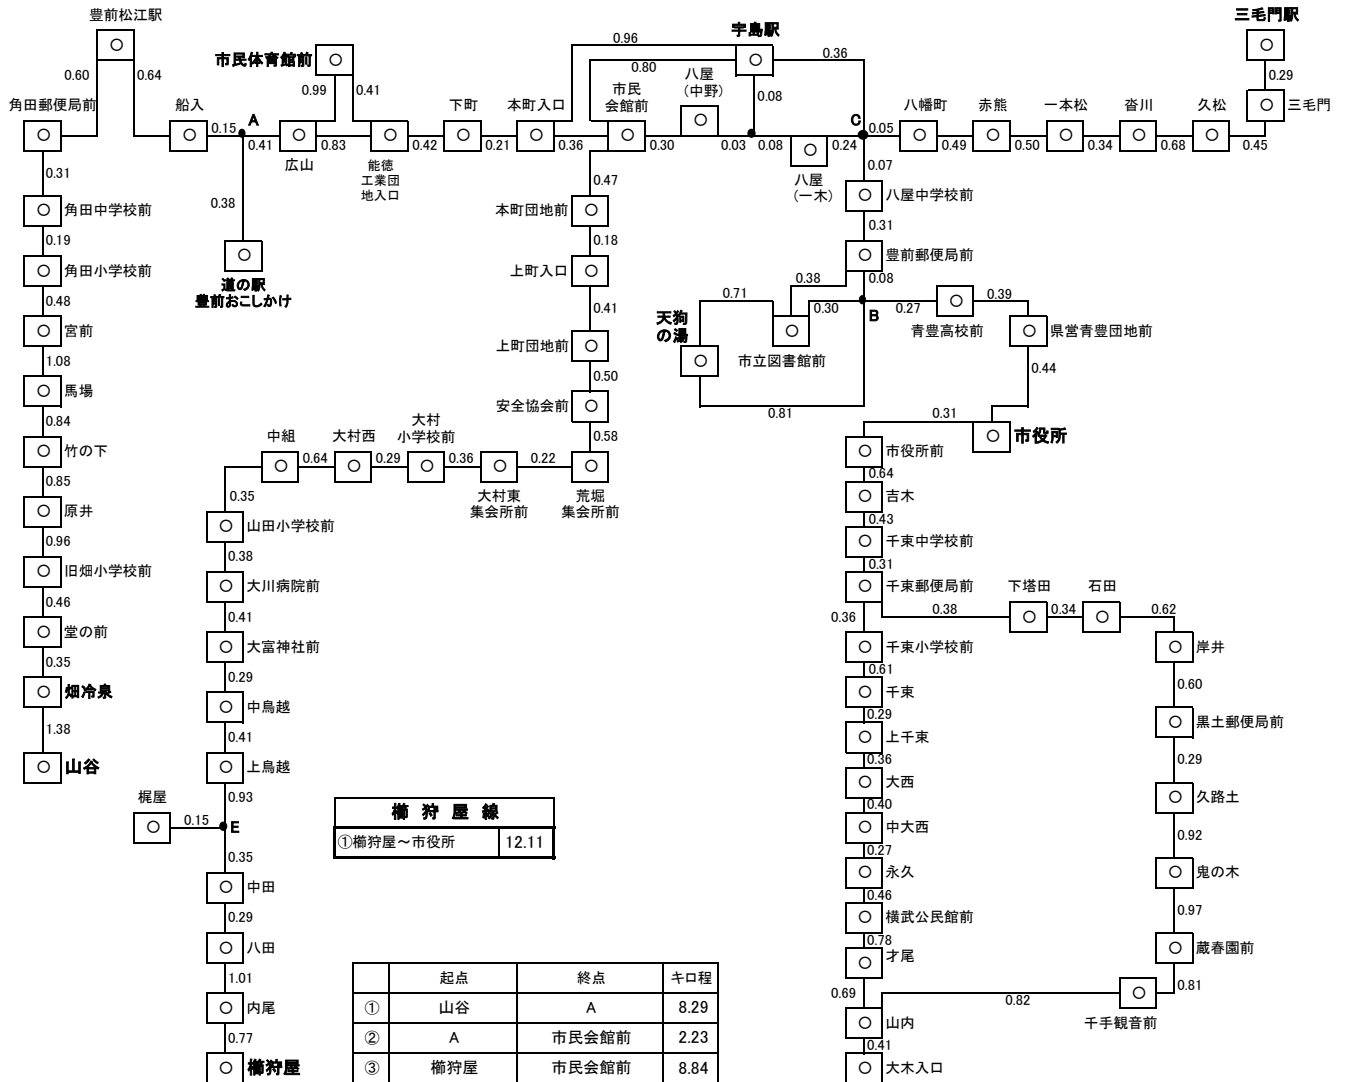 豊前松江駅
0.60
0.64
角田郵便局前
船入
0.15
A
0.41
市民体育館前
0.99
0.41
広山
0.83
能徳
工業団
地入口
0.42
下町
0.21
本町入口
0.36
0.96
0.80
市民
会館前
0.30
八屋
（中野）
宇島駅
0.36
0.08
0.03
0.08
八屋
（一木）
0.24
C
0.05
八幡町
0.49
赤熊
0.50
一本松
0.34
沓川
0.68
久松
0.45
三毛門駅
0.29
三毛門
0.31
角田中学校前
0.19
角田小学校前
0.48
宮前
1.08
馬場
0.84
竹の下
0.85
原井
0.96
旧畑小学校前
0.46
堂の前
0.35
畑冷泉
1.38
山谷
0.38
道の駅
豊前おこしかけ
0.47
本町団地前
0.18
上町入口
0.41
上町団地前
0.50
安全協会前
0.58
荒堀
集会所前
0.22
大村東
集会所前
0.36
大村
小学校前
0.29
大村西
0.64
中組
0.35
山田小学校前
0.38
大川病院前
0.41
大富神社前
0.29
中鳥越
0.41
上鳥越
0.93
梶屋
0.15
E
0.35
中田
0.29
八田
1.01
内尾
0.77
櫛狩屋
0.07
八屋中学校前
0.31
豊前郵便局前
0.38
0.08
0.71
0.30
B
天狗
の湯
市立図書館前
0.81
0.27
青豊高校前
0.39
県営青豊団地前
0.44
市役所
0.31
市役所前
0.64
吉木
0.43
千束中学校前
0.31
千束郵便局前
0.36
千束小学校前
0.61
千束
0.29
上千束
0.36
大西
0.40
中大西
0.27
永久
0.46
横武公民館前
0.78
才尾
0.69
山内
0.41
大木入口
0.38
下塔田
0.34
石田
0.62
岸井
0.60
黒土郵便局前
0.29
久路土
0.92
鬼の木
0.97
蔵春園前
0.81
千手観音前
0.82
櫛 狩 屋 線
①櫛狩屋～市役所 12.11
起点 終点 キロ程
① 山谷 A 8.29
② A 市民会館前 2.23
③ 櫛狩屋 市民会館前 8.84